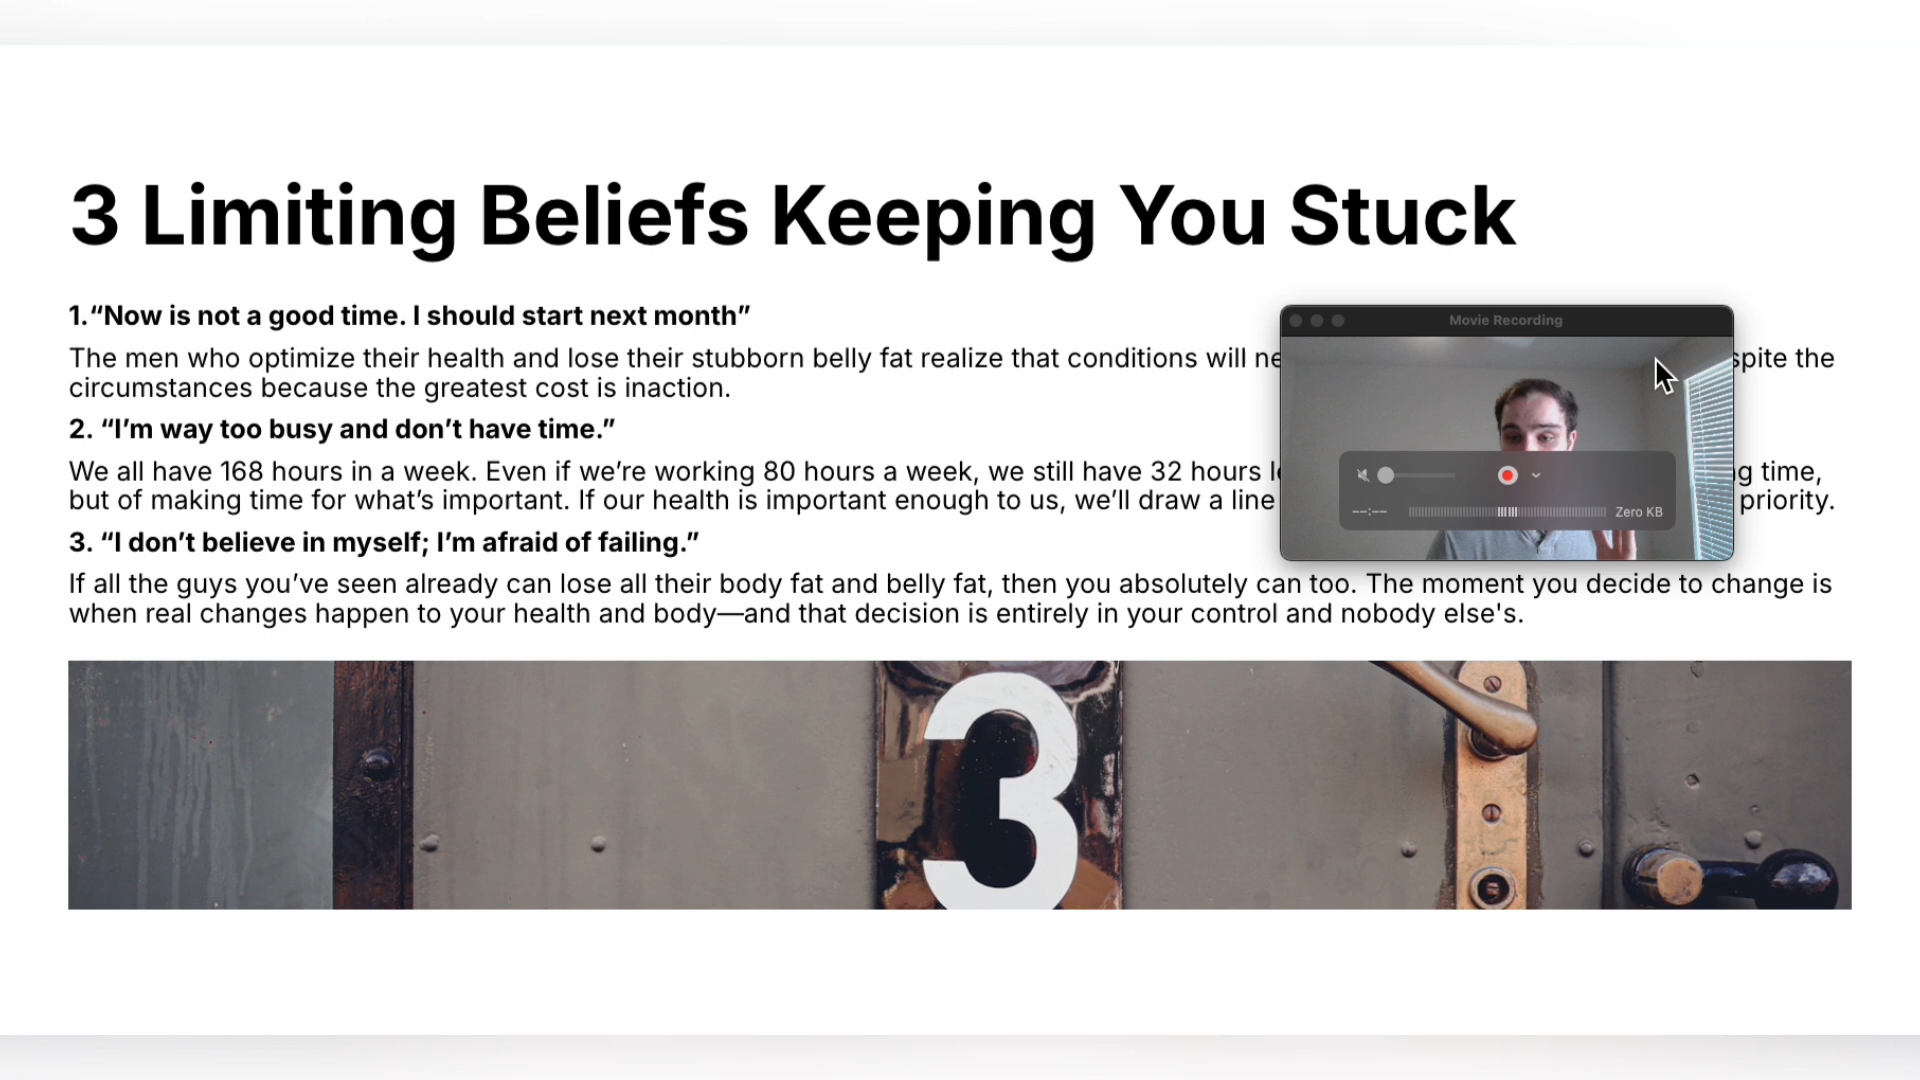 3 Limiting Beliefs Keeping You Stuck
1.“Now is not a good time. I should start next month”
The men who optimize their health and lose their stubborn belly fat realize that conditions will the
circumstances because the greatest cost is inaction.
2. “I’m way too busy and don’t have time.”
We all have 168 hours in a week. Even if we’re working 80 hours a week, we still have 32 hours time,
but of making time for what’s important. If our health is important enough to us, we’ll draw a line priority.
3. “I don’t believe in myself; I’m afraid of failing.”
If all the guys you’ve seen already can lose all their body fat and belly fat, then you absolutely can too. The moment you decide to change is
when real changes happen to your health and body—and that decision is entirely in your control and nobody else's.
Movie Recording
--:--
Zero KB
3